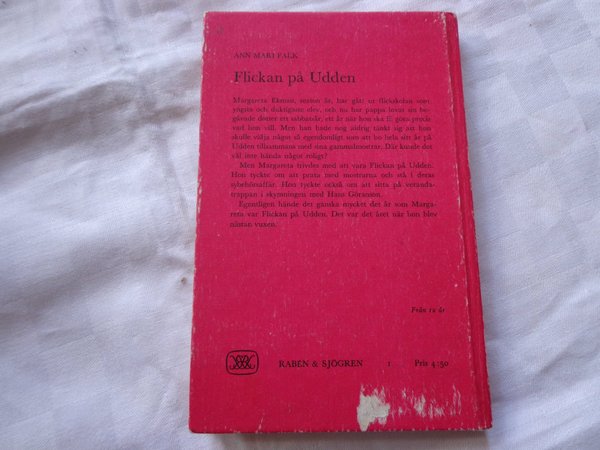 ANN MARI FALK
Flickan på Udden
Margareta Ekman, sexton år, har gått ut flickskolan som
yngsta och duktigaste elev, och nu har pappa lovat sin be-
gåvade dotter ett sabbatsår, ett år när hon ska få göra precis
vad hon vill. Men han hade nog aldrig tänkt sig att hon
skulle välja något så egendomligt som att bo hela sitt år på
Udden tillsammans med sina gammalmostrar. Där kunde det
väl inte hända något roligt?
Men Margareta trivdes med att vara Flickan på Udden.
Hon tyckte om att prata med mostrarna och stå i deras
sybehörsaffär. Hon tyckte också om att sitta på veranda-
trappan i skymningen med Hans Göransson.
Egentligen hände det ganska mycket det år som Marga-
reta var Flickan på Udden. Det var det året när hon blev
nästan vuxen.
Från 12 år
RABÉN & SJÖGREN 1 Pris 4:50